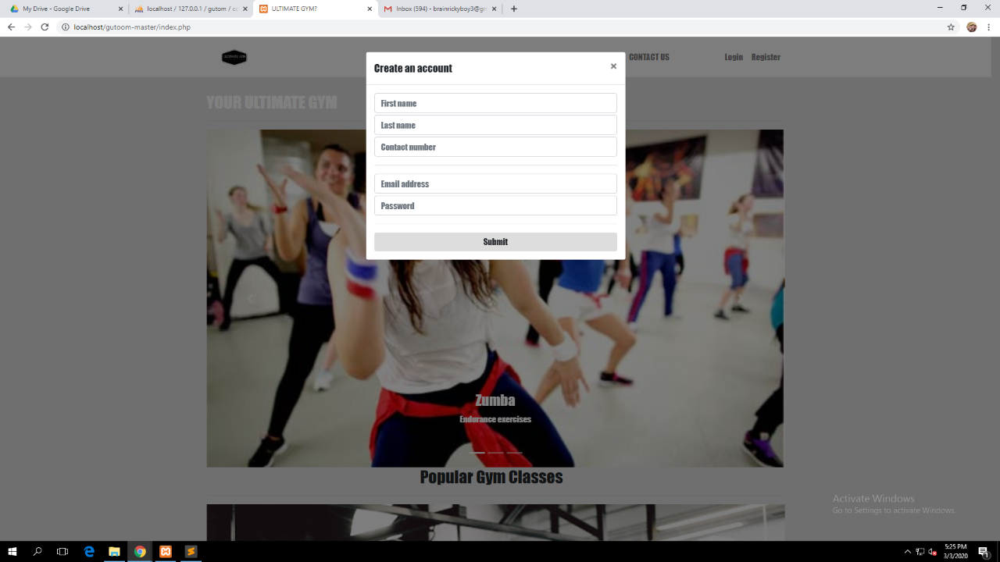 My Drive - Google Drive
localhost / 127.0.0.1 / gutom / c
ULTIMATE GYM?
Inbox (594) - brainrickyboy3@g
localhost/gutoom-master/index.php
CONTACT US
Login
Register
Create an account
YOUR ULTIMATE GYM
First name
Last name
Contact number
Email address
Password
Submit
Zumba
Endurance exercises
Popular Gym Classes
Activate Windows
Go to Settings to activate Windows.
5:25 PM
3/3/2020
1